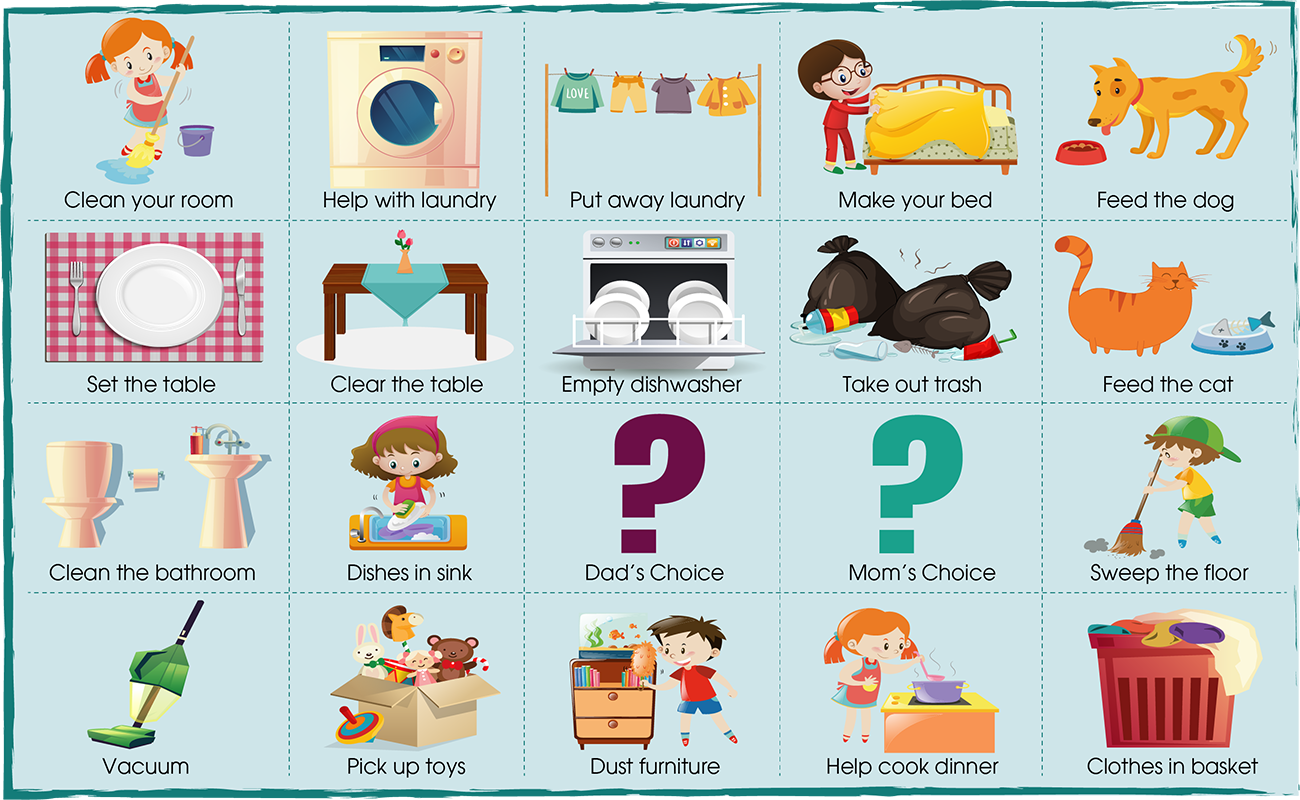 Clean your room
Help with laundry
LOVE
Put away laundry
Make your bed
Feed the dog
Set the table
Clear the table
Empty dishwasher
Take out trash
Feed the cat
Clean the bathroom
Dishes in sink
?
Dad's Choice
?
Mom's Choice
Sweep the floor
Vacuum
Pick up toys
Dust furniture
Help cook dinner
Clothes in basket